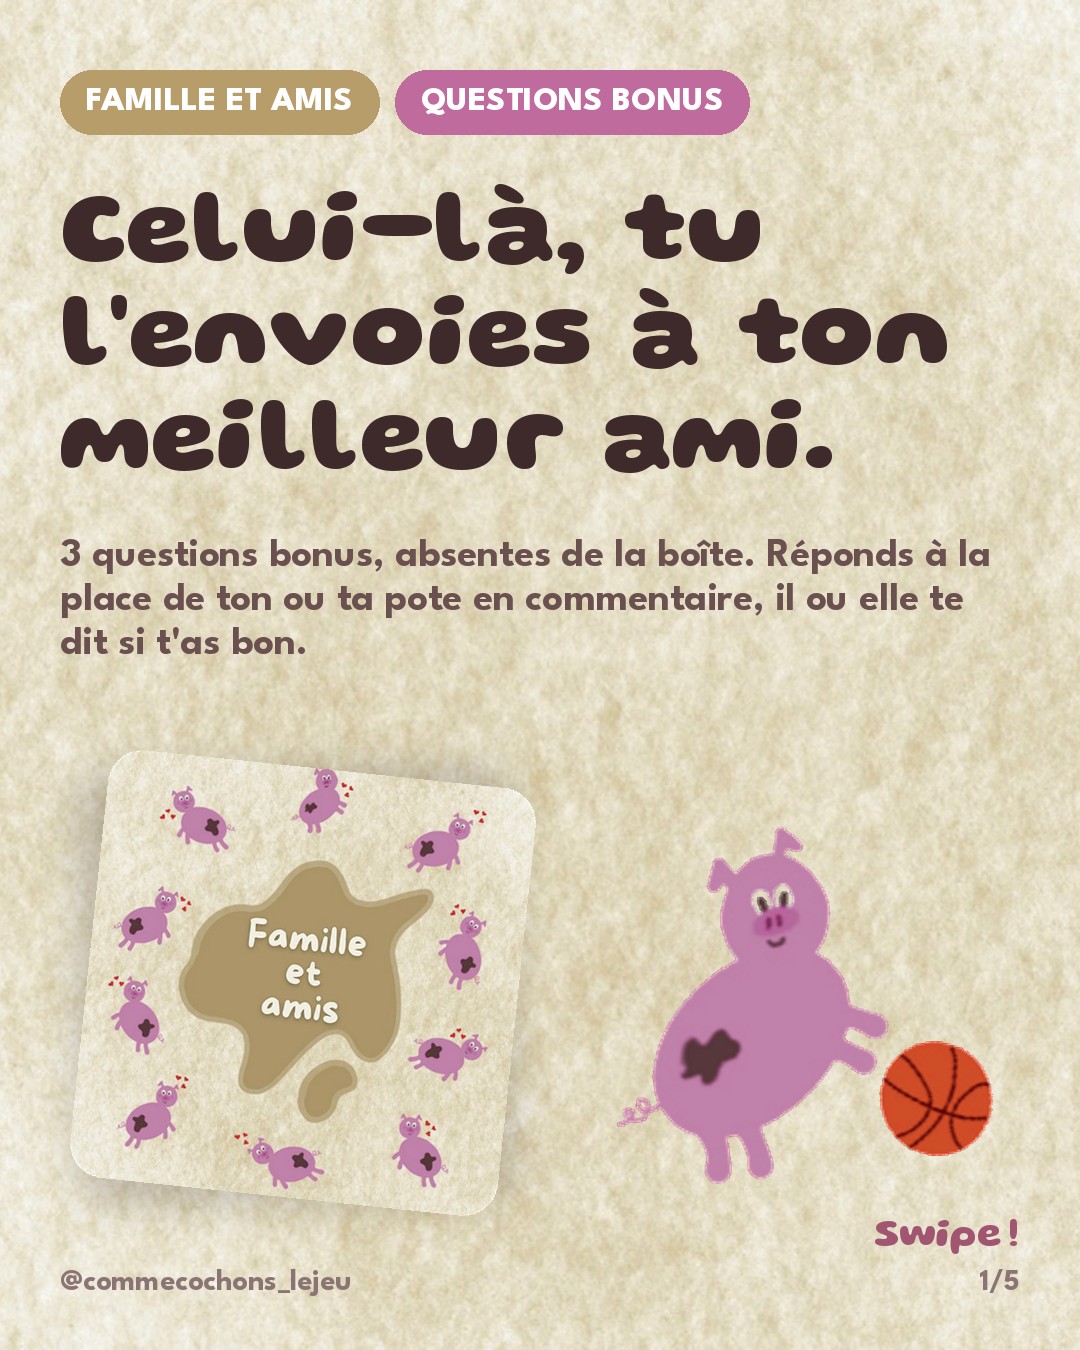 FAMILLE ET AMIS
QUESTIONS BONUS
Celui-là, tu
l'envoies à ton
meilleur ami.
3 questions bonus, absentes de la boîte. Réponds à la
place de ton ou ta pote en commentaire, il ou elle te
dit si t'as bon.
Famille
et
amis
Swipe !
@commecochons_lejeu
1/5